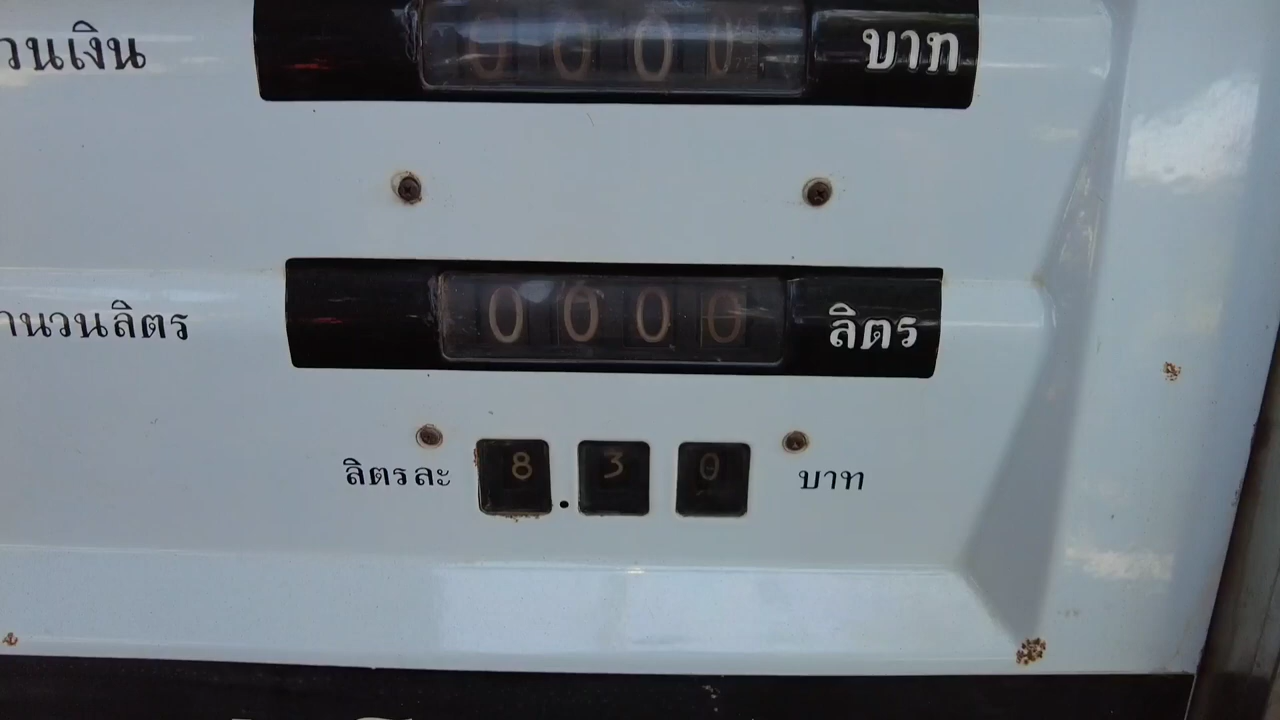 วนเงิน 0000 บาท
านวนลิตร 0000 ลิตร
ลิตรละ 8.30 บาท